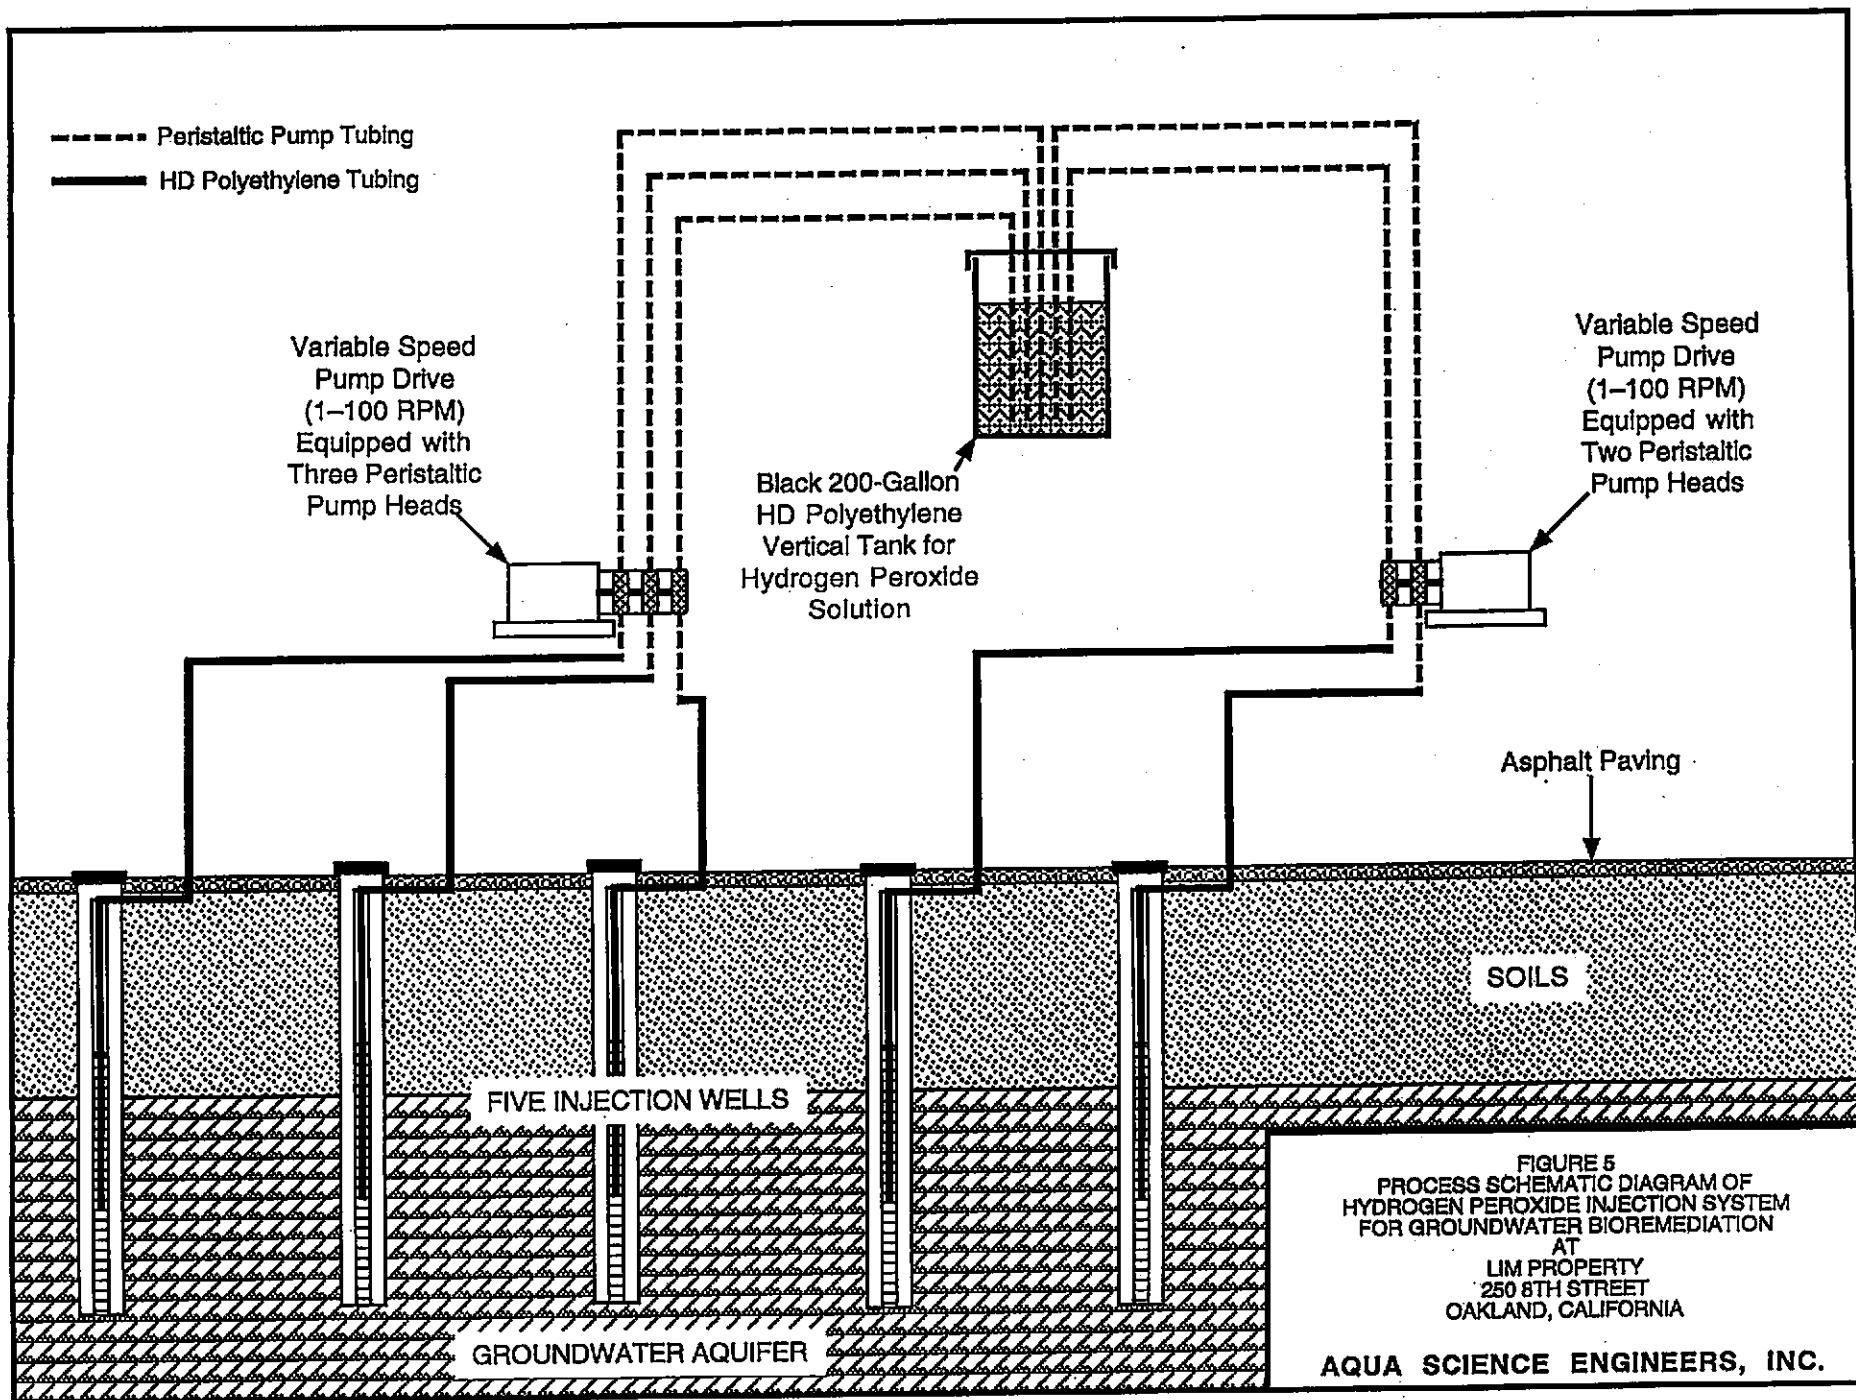 Peristaltic Pump Tubing
HD Polyethylene Tubing
Variable Speed
Pump Drive
(1–100 RPM)
Equipped with
Three Peristaltic
Pump Heads
Black 200-Gallon
HD Polyethylene
Vertical Tank for
Hydrogen Peroxide
Solution
Variable Speed
Pump Drive
(1–100 RPM)
Equipped with
Two Peristaltic
Pump Heads
Asphalt Paving
SOILS
FIVE INJECTION WELLS
GROUNDWATER AQUIFER
FIGURE 5
PROCESS SCHEMATIC DIAGRAM OF
HYDROGEN PEROXIDE INJECTION SYSTEM
FOR GROUNDWATER BIOREMEDIATION
AT
LIM PROPERTY
250 8TH STREET
OAKLAND, CALIFORNIA
AQUA SCIENCE ENGINEERS, INC.